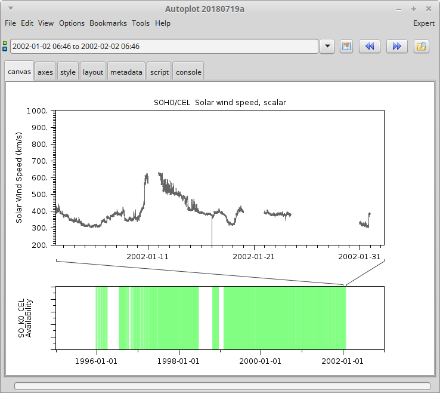 Autoplot 20180719a
File Edit View Options Bookmarks Tools Help Expert
2002-01-02 06:46 to 2002-02-02 06:46
canvas axes style layout metadata script console
SOHO/CEL Solar wind speed, scalar
Solar Wind Speed (km/s)
1000.
900.
800.
700.
600.
500.
400.
300.
200.
2002-01-11 2002-01-21 2002-01-31
SO_K0_CEL
Availability
1996-01-01 1998-01-01 2000-01-01 2002-01-01